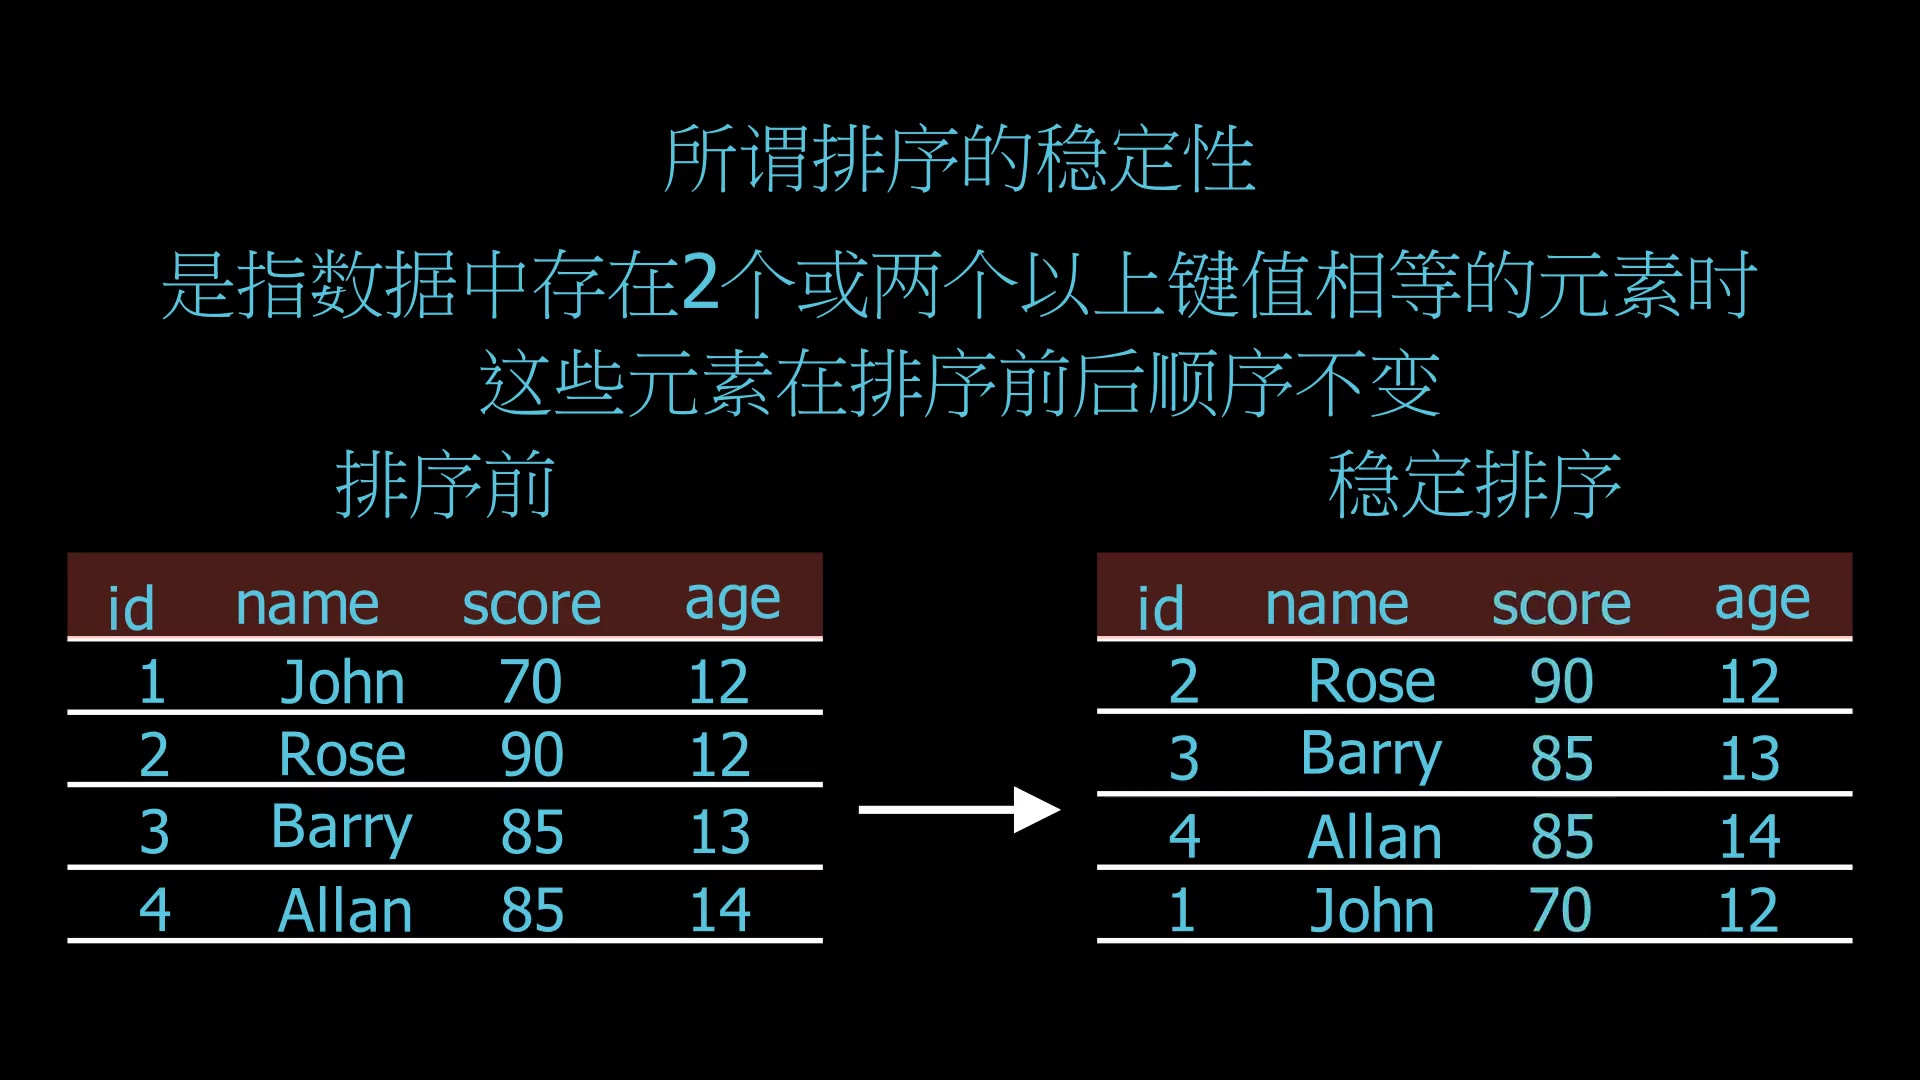 所谓排序的稳定性
是指数据中存在2个或两个以上键值相等的元素时
这些元素在排序前后顺序不变
排序前
id name score age
1 John 70 12
2 Rose 90 12
3 Barry 85 13
4 Allan 85 14
稳定排序
id name score age
2 Rose 90 12
3 Barry 85 13
4 Allan 85 14
1 John 70 12